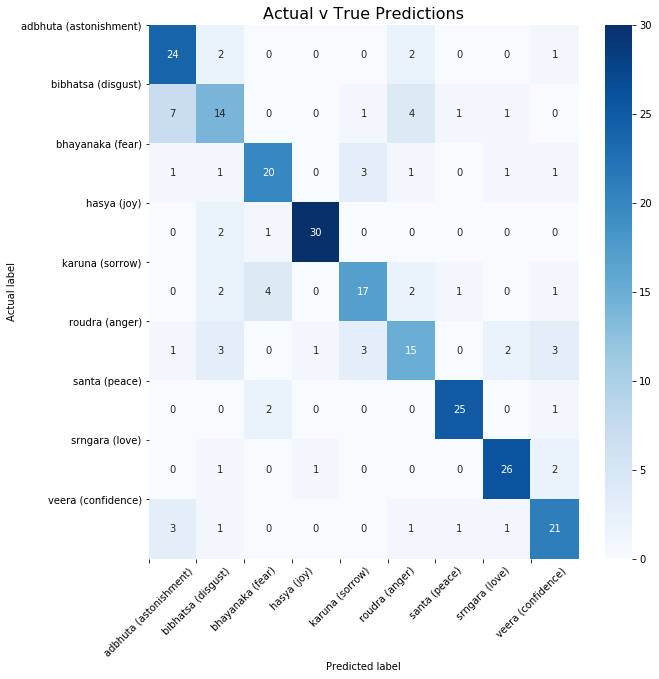 Actual v True Predictions
adbhuta (astonishment)
24 2 0 0 0 2 0 0 1
bibhatsa (disgust)
7 14 0 0 1 4 1 1 0
bhayanaka (fear)
1 1 20 0 3 1 0 1 1
hasya (joy)
0 2 1 30 0 0 0 0 0
karuna (sorrow)
0 2 4 0 17 2 1 0 1
roudra (anger)
1 3 0 1 3 15 0 2 3
santa (peace)
0 0 2 0 0 0 25 0 1
srngara (love)
0 1 0 1 0 0 0 26 2
veera (confidence)
3 1 0 0 0 1 1 1 21
Actual label
adbhuta (astonishment)
bibhatsa (disgust)
bhayanaka (fear)
hasya (joy)
karuna (sorrow)
roudra (anger)
santa (peace)
srngara (love)
veera (confidence)
Predicted label
30
25
20
15
10
5
0